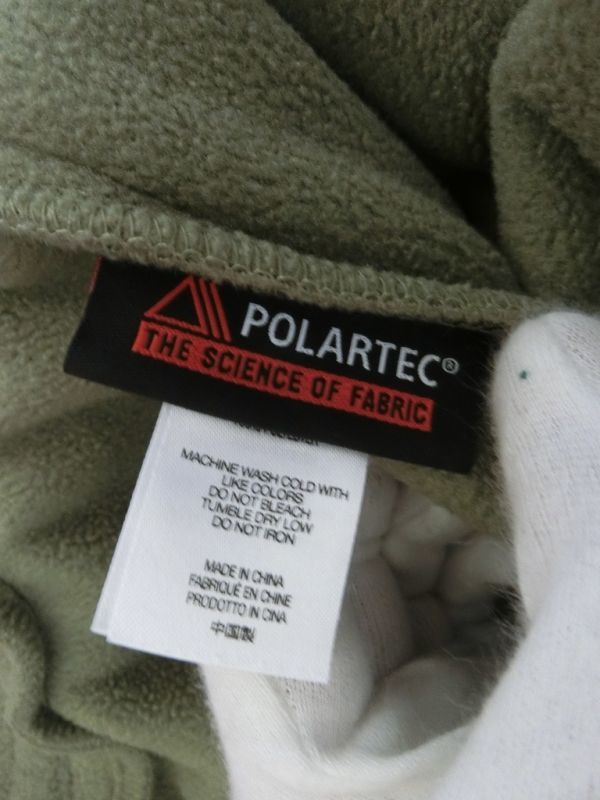 POLARTEC®
THE SCIENCE OF FABRIC
MACHINE WASH COLD WITH
LIKE COLORS
DO NOT BLEACH
TUMBLE DRY LOW
DO NOT IRON
MADE IN CHINA
FABRIQUÉ EN CHINE
PRODOTTO IN CINA
中国製